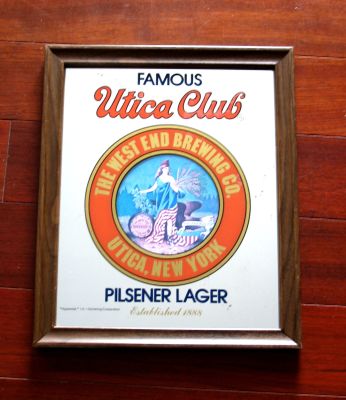 FAMOUS
Utica Club
THE WEST END BREWING CO.
UTICA, NEW YORK
PILSENER LAGER
Established 1888